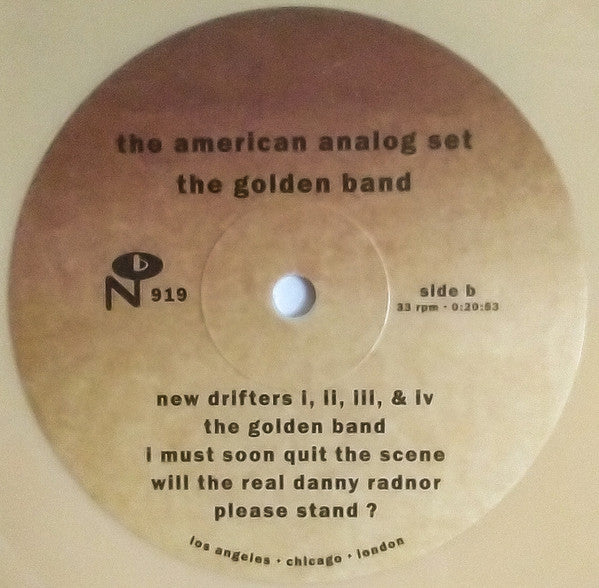 the american analog set
the golden band
b
N 919
side b
33 rpm · 0:20:53
new drifters i, ii, iii, & iv
the golden band
i must soon quit the scene
will the real danny radnor
please stand ?
los angeles · chicago · london